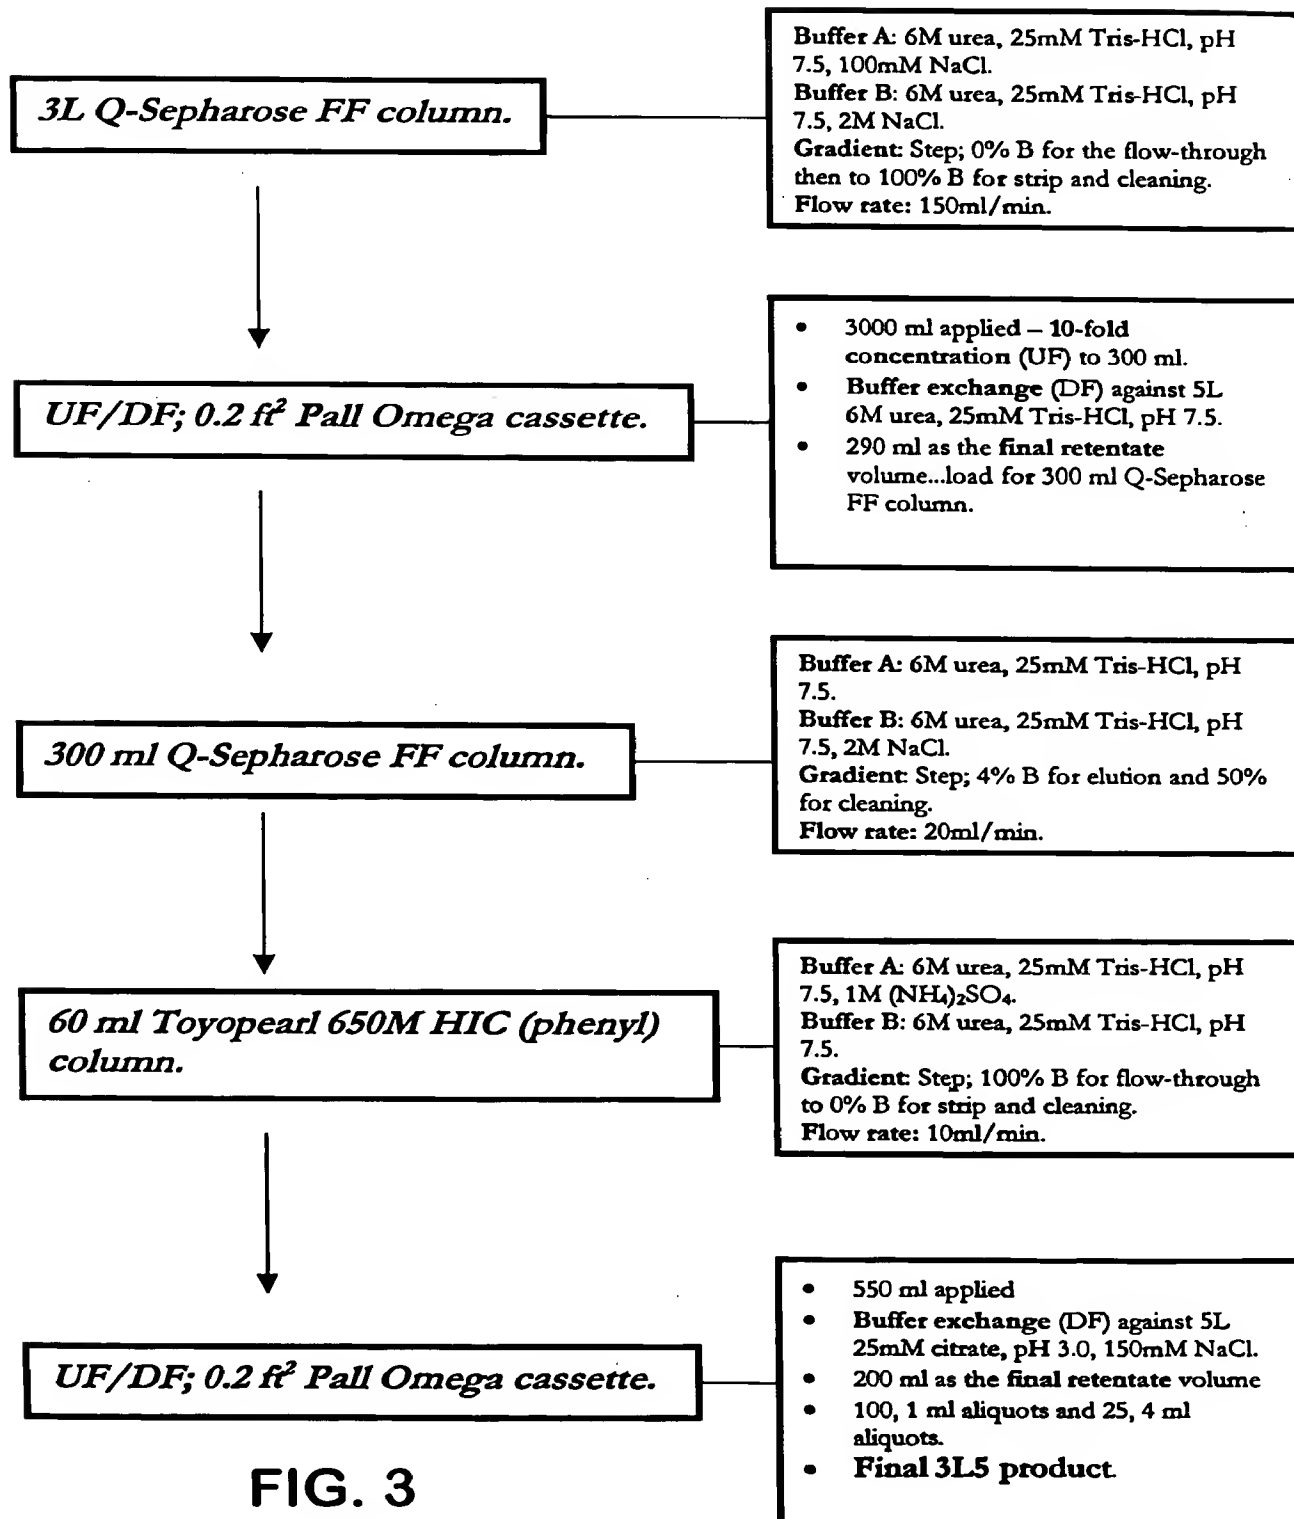 3L Q-Sepharose FF column.
Buffer A: 6M urea, 25mM Tris-HCl, pH
7.5, 100mM NaCl.
Buffer B: 6M urea, 25mM Tris-HCl, pH
7.5, 2M NaCl.
Gradient: Step; 0% B for the flow-through
then to 100% B for strip and cleaning.
Flow rate: 150ml/min.
UF/DF; 0.2 ft² Pall Omega cassette.
• 3000 ml applied – 10-fold
concentration (UF) to 300 ml.
• Buffer exchange (DF) against 5L
6M urea, 25mM Tris-HCl, pH 7.5.
• 290 ml as the final retentate
volume...load for 300 ml Q-Sepharose
FF column.
300 ml Q-Sepharose FF column.
Buffer A: 6M urea, 25mM Tris-HCl, pH
7.5.
Buffer B: 6M urea, 25mM Tris-HCl, pH
7.5, 2M NaCl.
Gradient: Step; 4% B for elution and 50%
for cleaning.
Flow rate: 20ml/min.
60 ml Toyopearl 650M HIC (phenyl)
column.
Buffer A: 6M urea, 25mM Tris-HCl, pH
7.5, 1M (NH₄)₂SO₄.
Buffer B: 6M urea, 25mM Tris-HCl, pH
7.5.
Gradient: Step; 100% B for flow-through
to 0% B for strip and cleaning.
Flow rate: 10ml/min.
UF/DF; 0.2 ft² Pall Omega cassette.
• 550 ml applied
• Buffer exchange (DF) against 5L
25mM citrate, pH 3.0, 150mM NaCl.
• 200 ml as the final retentate volume
• 100, 1 ml aliquots and 25, 4 ml
aliquots.
• Final 3L5 product.
FIG. 3